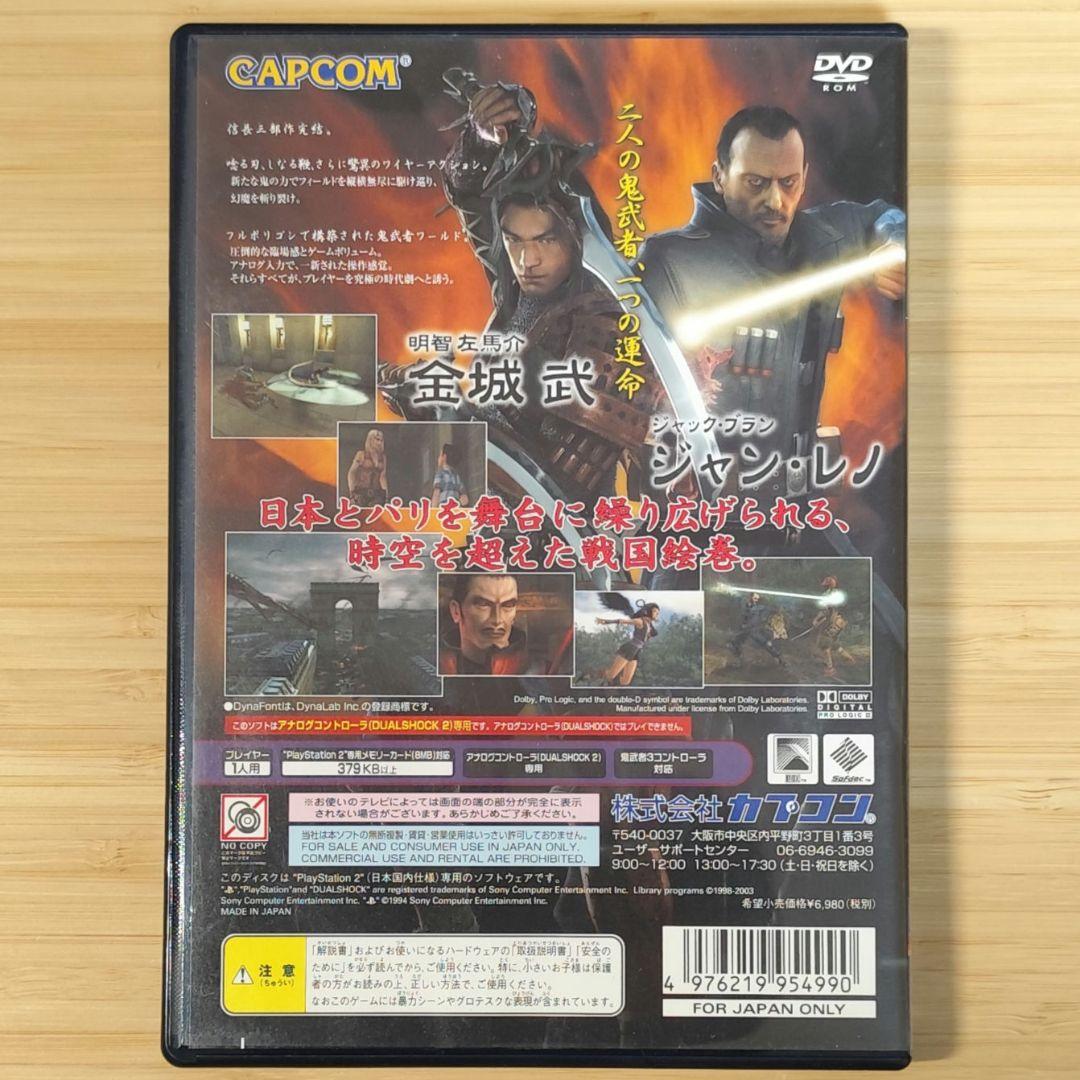 CAPCOM®
DVD
ROM
信長三部作完結。
唸る刃、しなる鞭、さらに驚異のワイヤーアクション。
新たな鬼の力でフィールドを縦横無尽に駆け巡り、
幻魔を斬り裂け。
フルポリゴンで構築された鬼武者ワールド。
圧倒的な臨場感とゲームボリューム。
アナログ入力で、一新された操作感覚。
それらすべてが、プレイヤーを究極の時代劇へと誘う。
二人の鬼武者、一つの運命
明智 左馬介
金城 武
ジャック・ブラン
ジャン・レノ
日本とパリを舞台に繰り広げられる、
時空を超えた戦国絵巻。
●DynaFontは、DynaLab Inc.の登録商標です。
Dolby, Pro Logic, and the double-D symbol are trademarks of Dolby Laboratories.
Manufactured under license from Dolby Laboratories.
DOLBY
DIGITAL
PRO LOGIC II
このソフトはアナログコントローラ(DUALSHOCK 2)専用です。アナログコントローラ(DUALSHOCK)ではプレイできません。
プレイヤー
1人用
"PlayStation 2"専用メモリーカード(8MB)対応
379KB以上
アナログコントローラ(DUALSHOCK 2)
専用
鬼武者3コントローラ
対応
Sofdec™
NO COPY
※お使いのテレビによっては画面の端の部分が完全に表示
されない場合がございます。あらかじめご了承ください。
当社は本ソフトの無断複製・賃貸・営業使用はいっさい許可しておりません。
FOR SALE AND CONSUMER USE IN JAPAN ONLY.
COMMERCIAL USE AND RENTAL ARE PROHIBITED.
株式会社 カプコン®
〒540-0037 大阪市中央区内平野町3丁目1番3号
ユーザーサポートセンター 06-6946-3099
9:00〜12:00 13:00〜17:30 (土・日・祝日を除く)
このディスクは "PlayStation 2" (日本国内仕様)専用のソフトウェアです。
"PlayStation"and "DUALSHOCK" are registered trademarks of Sony Computer Entertainment Inc. Library programs ©1998-2003
Sony Computer Entertainment Inc. ©1994 Sony Computer Entertainment Inc.
MADE IN JAPAN
希望小売価格¥6,980(税別)
注意
(ちゅうい)
「解説書」およびお使いになるハードウェアの「取扱説明書」「安全の
ために」を必ず読んでから、ご使用ください。特に、小さいお子様は保護
者の方がお読みの上、正しい方法で、ご使用ください。
なおこのゲームには暴力シーンやグロテスクな表現が含まれています。
4 976219 954990
FOR JAPAN ONLY